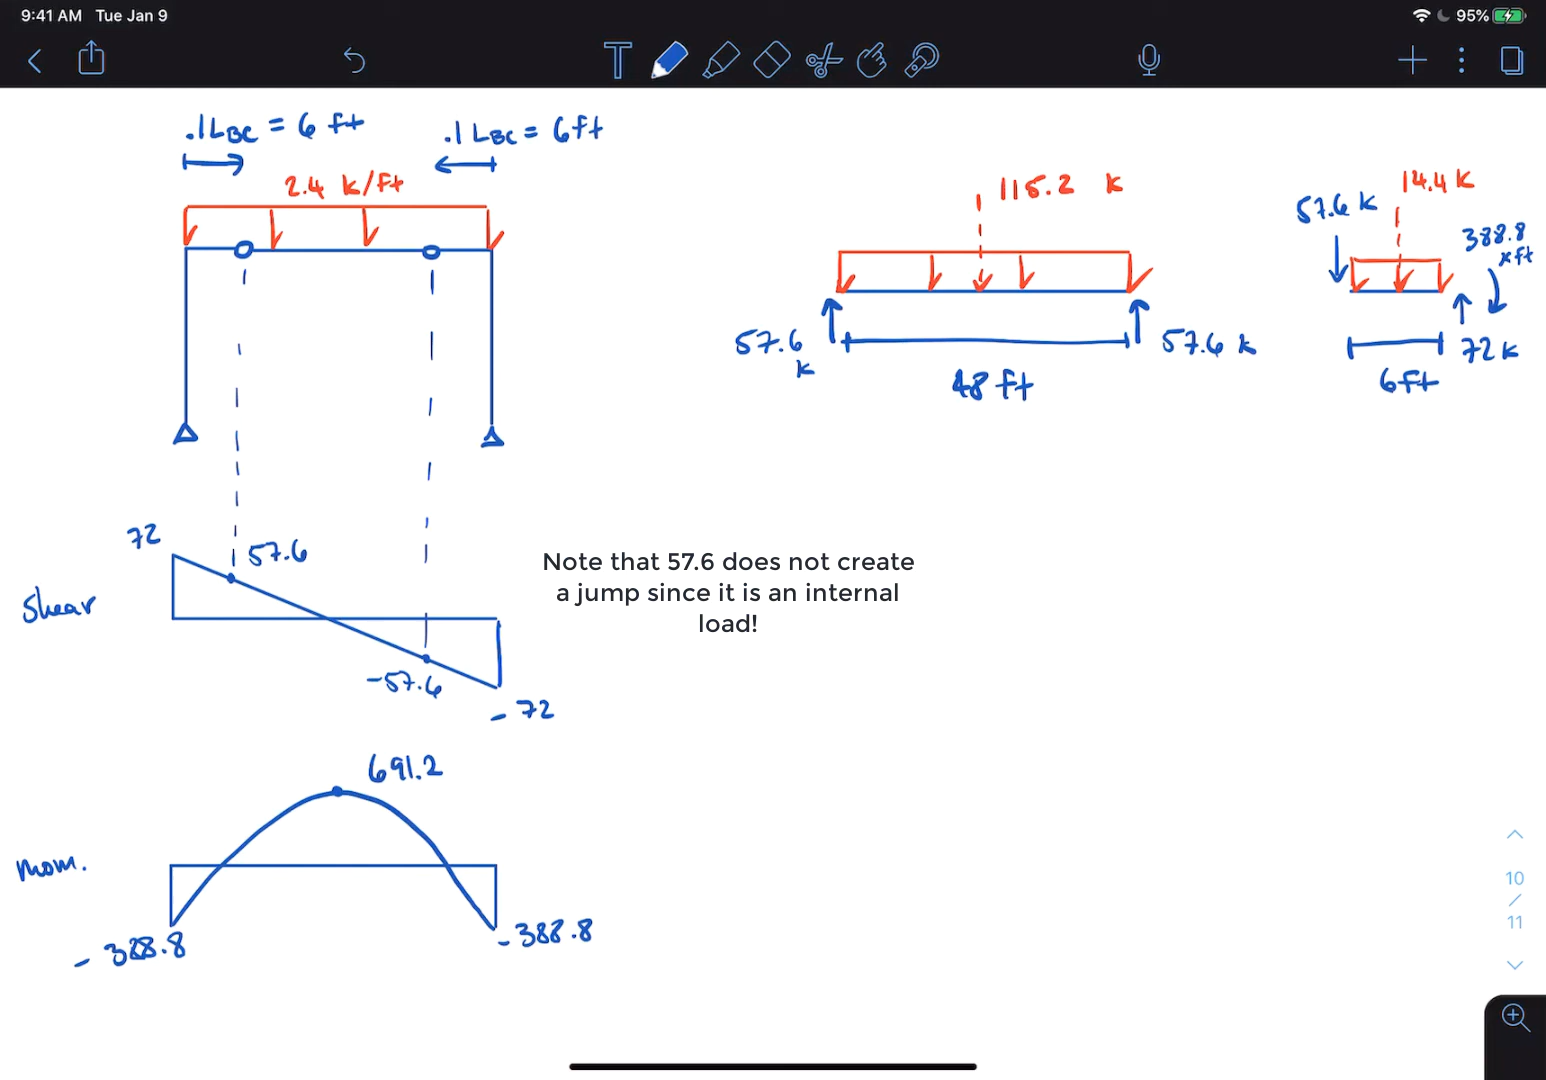 9:41 AM Tue Jan 9
95%
.1 LBC = 6 ft
.1 LBC = 6ft
2.4 k/ft
115.2 k
57.6 k
48 ft
57.6 k
57.6 k
14.4 k
388.8
kft
72 k
6ft
72
57.6
Shear
-57.6
- 72
Note that 57.6 does not create
a jump since it is an internal
load!
691.2
mom.
- 388.8
- 388.8
10
/
11